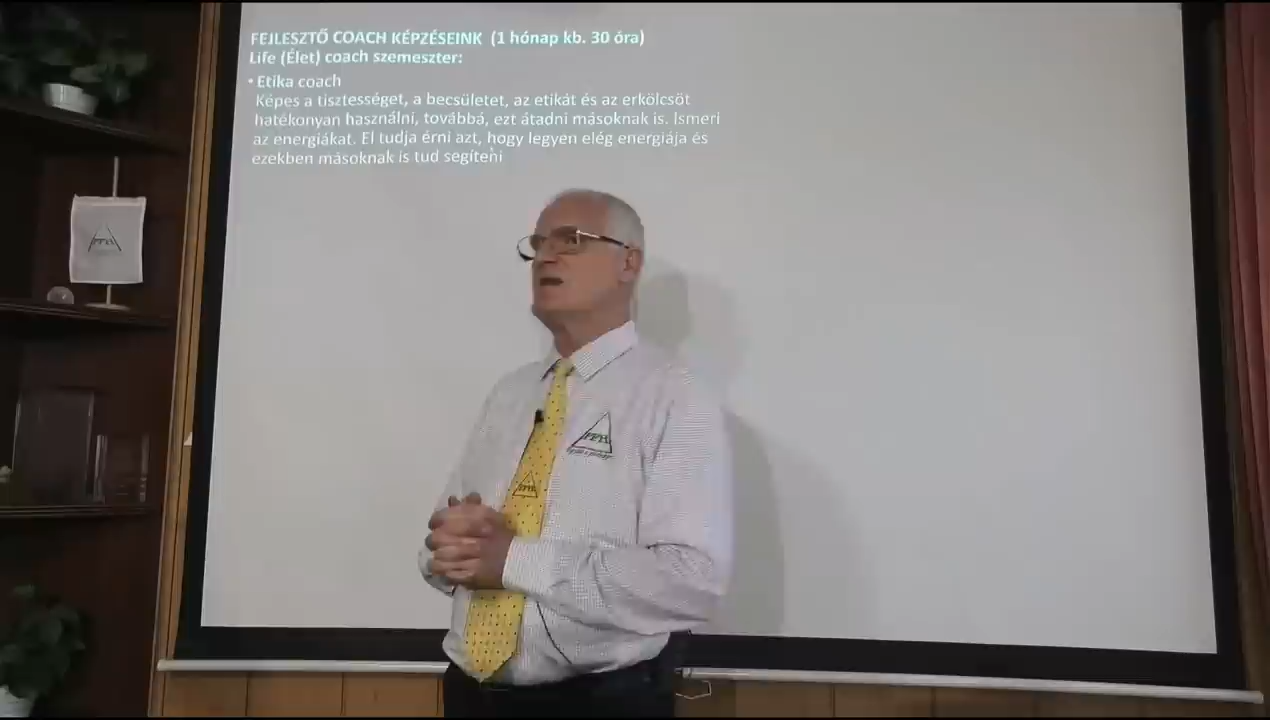 FEJLESZTŐ COACH KÉPZÉSEINK (1 hónap kb. 30 óra)
Life (Élet) coach szemeszter:
• Etika coach
Képes a tisztességet, a becsületet, az etikát és az erkölcsöt
hatékonyan használni, továbbá, ezt átadni másoknak is. Ismeri
az energiákat. El tudja érni azt, hogy legyen elég energiája és
ezekben másoknak is tud segíteni